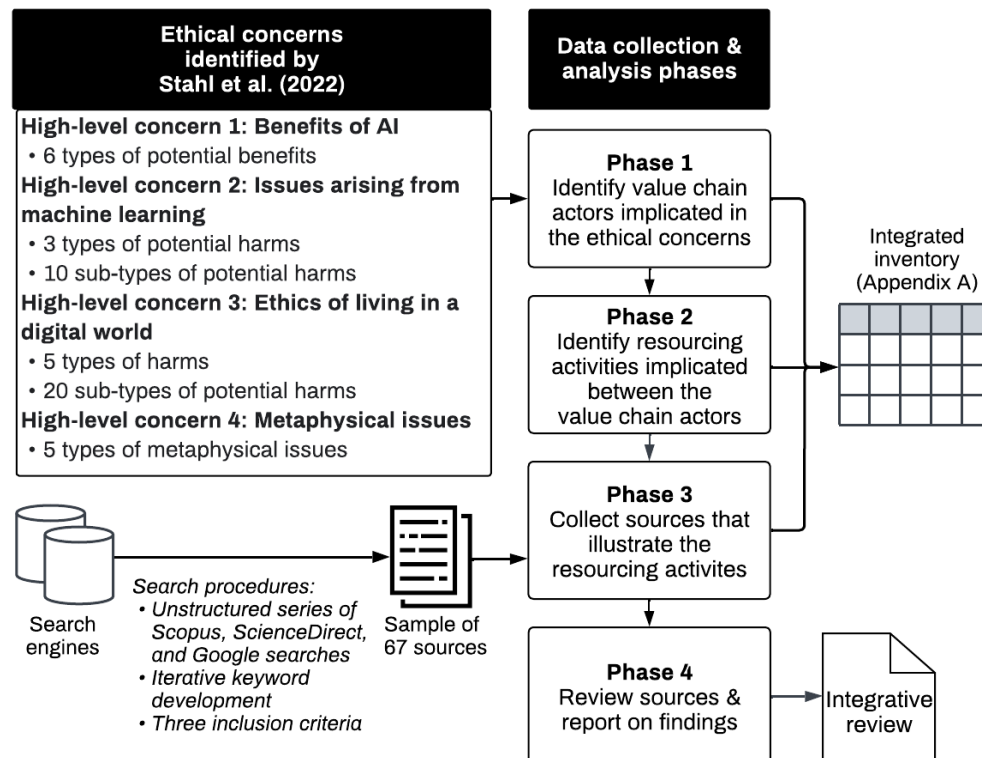 Ethical concerns
identified by
Stahl et al. (2022)
High-level concern 1: Benefits of AI
• 6 types of potential benefits
High-level concern 2: Issues arising from
machine learning
• 3 types of potential harms
• 10 sub-types of potential harms
High-level concern 3: Ethics of living in a
digital world
• 5 types of harms
• 20 sub-types of potential harms
High-level concern 4: Metaphysical issues
• 5 types of metaphysical issues
Data collection &
analysis phases
Phase 1
Identify value chain
actors implicated in
the ethical concerns
Phase 2
Identify resourcing
activities implicated
between the
value chain actors
Phase 3
Collect sources that
illustrate the
resourcing activites
Phase 4
Review sources &
report on findings
Integrated
inventory
(Appendix A)
Search
engines
Search procedures:
• Unstructured series of
Scopus, ScienceDirect,
and Google searches
• Iterative keyword
development
• Three inclusion criteria
Sample of
67 sources
Integrative
review